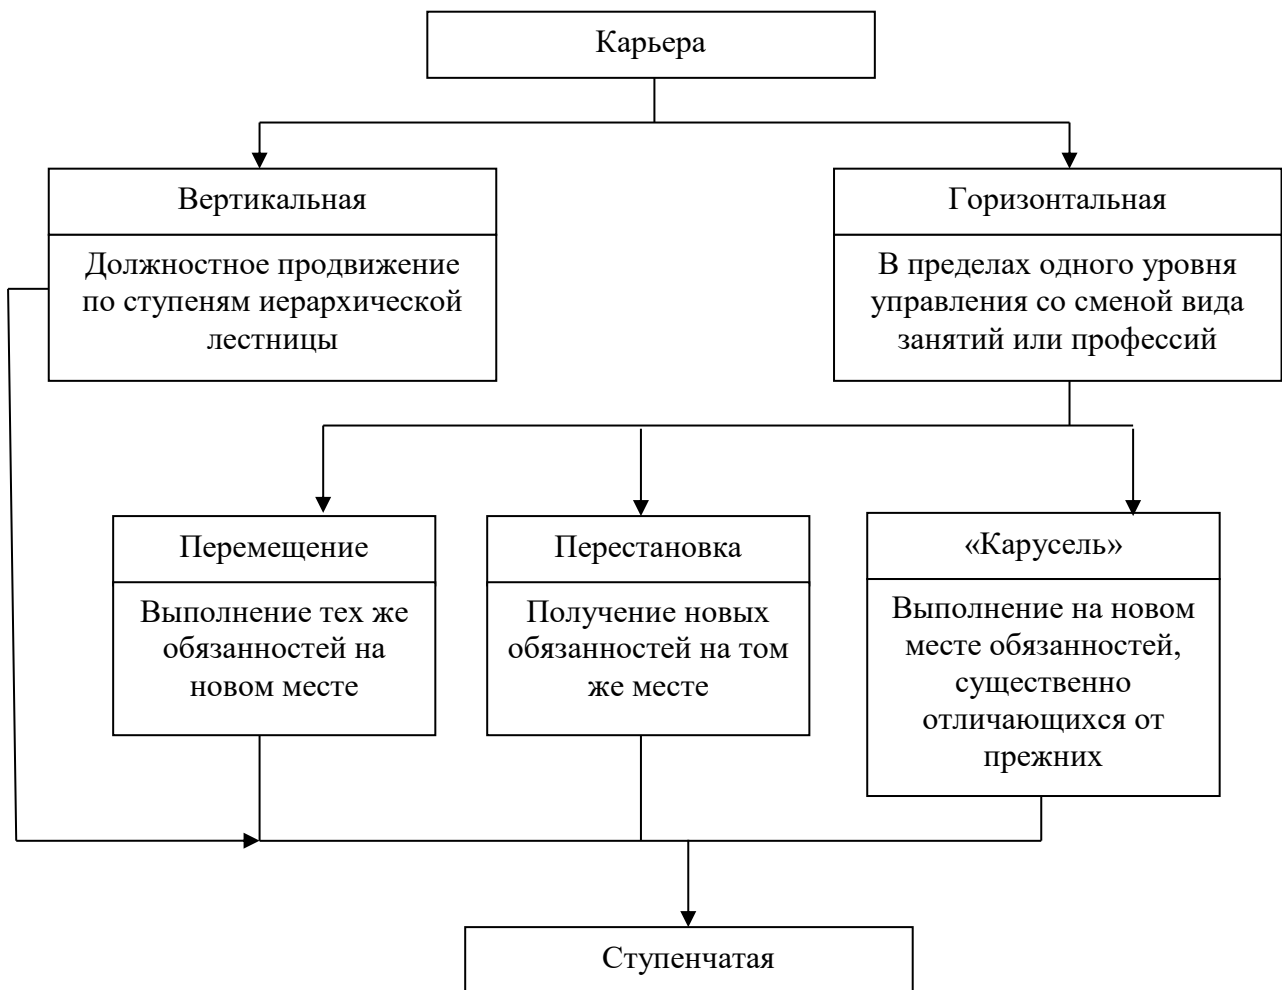 Карьера
Вертикальная
Должностное продвижение
по ступеням иерархической
лестницы
Горизонтальная
В пределах одного уровня
управления со сменой вида
занятий или профессий
Перемещение
Выполнение тех же
обязанностей на
новом месте
Перестановка
Получение новых
обязанностей на том
же месте
«Карусель»
Выполнение на новом
месте обязанностей,
существенно
отличающихся от
прежних
Ступенчатая